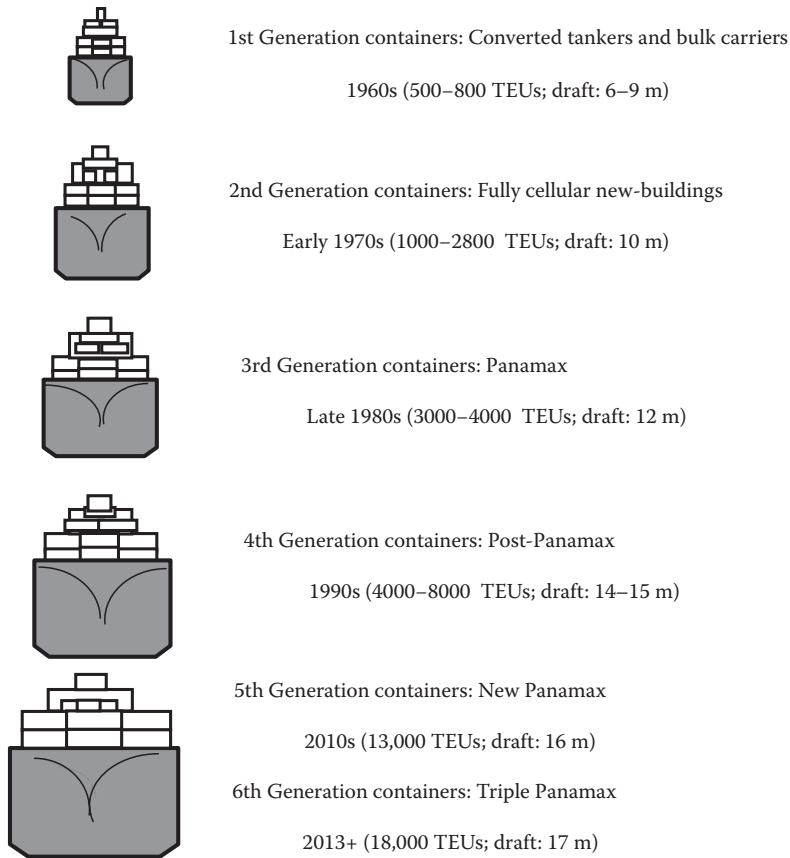 1st Generation containers: Converted tankers and bulk carriers
1960s (500–800 TEUs; draft: 6–9 m)
2nd Generation containers: Fully cellular new-buildings
Early 1970s (1000–2800 TEUs; draft: 10 m)
3rd Generation containers: Panamax
Late 1980s (3000–4000 TEUs; draft: 12 m)
4th Generation containers: Post-Panamax
1990s (4000–8000 TEUs; draft: 14–15 m)
5th Generation containers: New Panamax
2010s (13,000 TEUs; draft: 16 m)
6th Generation containers: Triple Panamax
2013+ (18,000 TEUs; draft: 17 m)